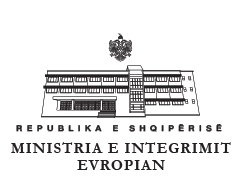 REPUBLIKA E SHQIPËRISË
MINISTRIA E INTEGRIMIT
EVROPIAN